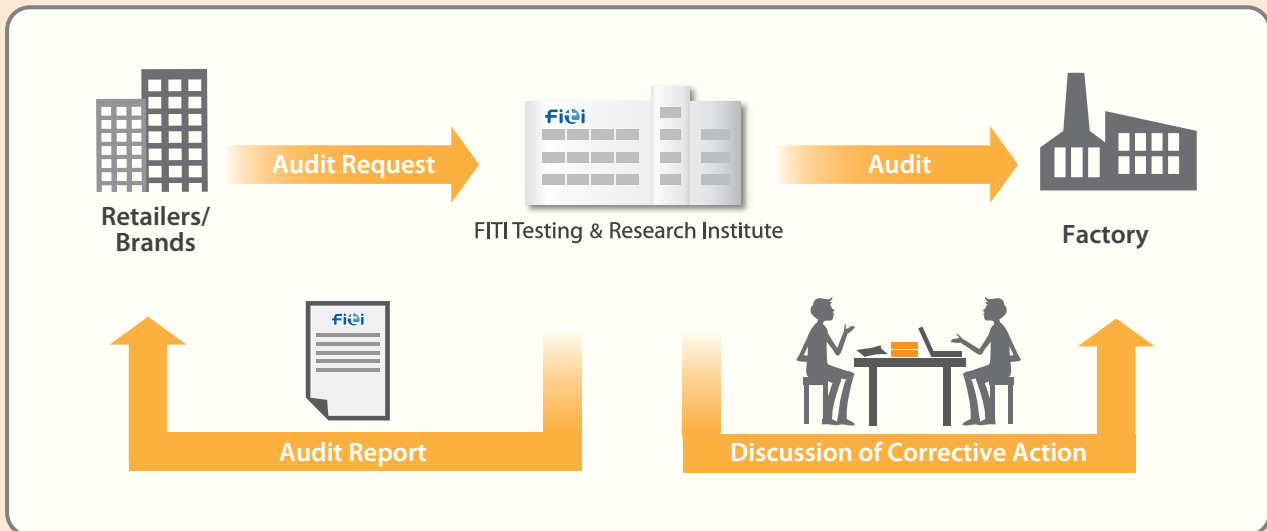 fiti
Audit Request
Audit
Retailers/
Brands
FITI Testing & Research Institute
Factory
fiti
Audit Report
Discussion of Corrective Action